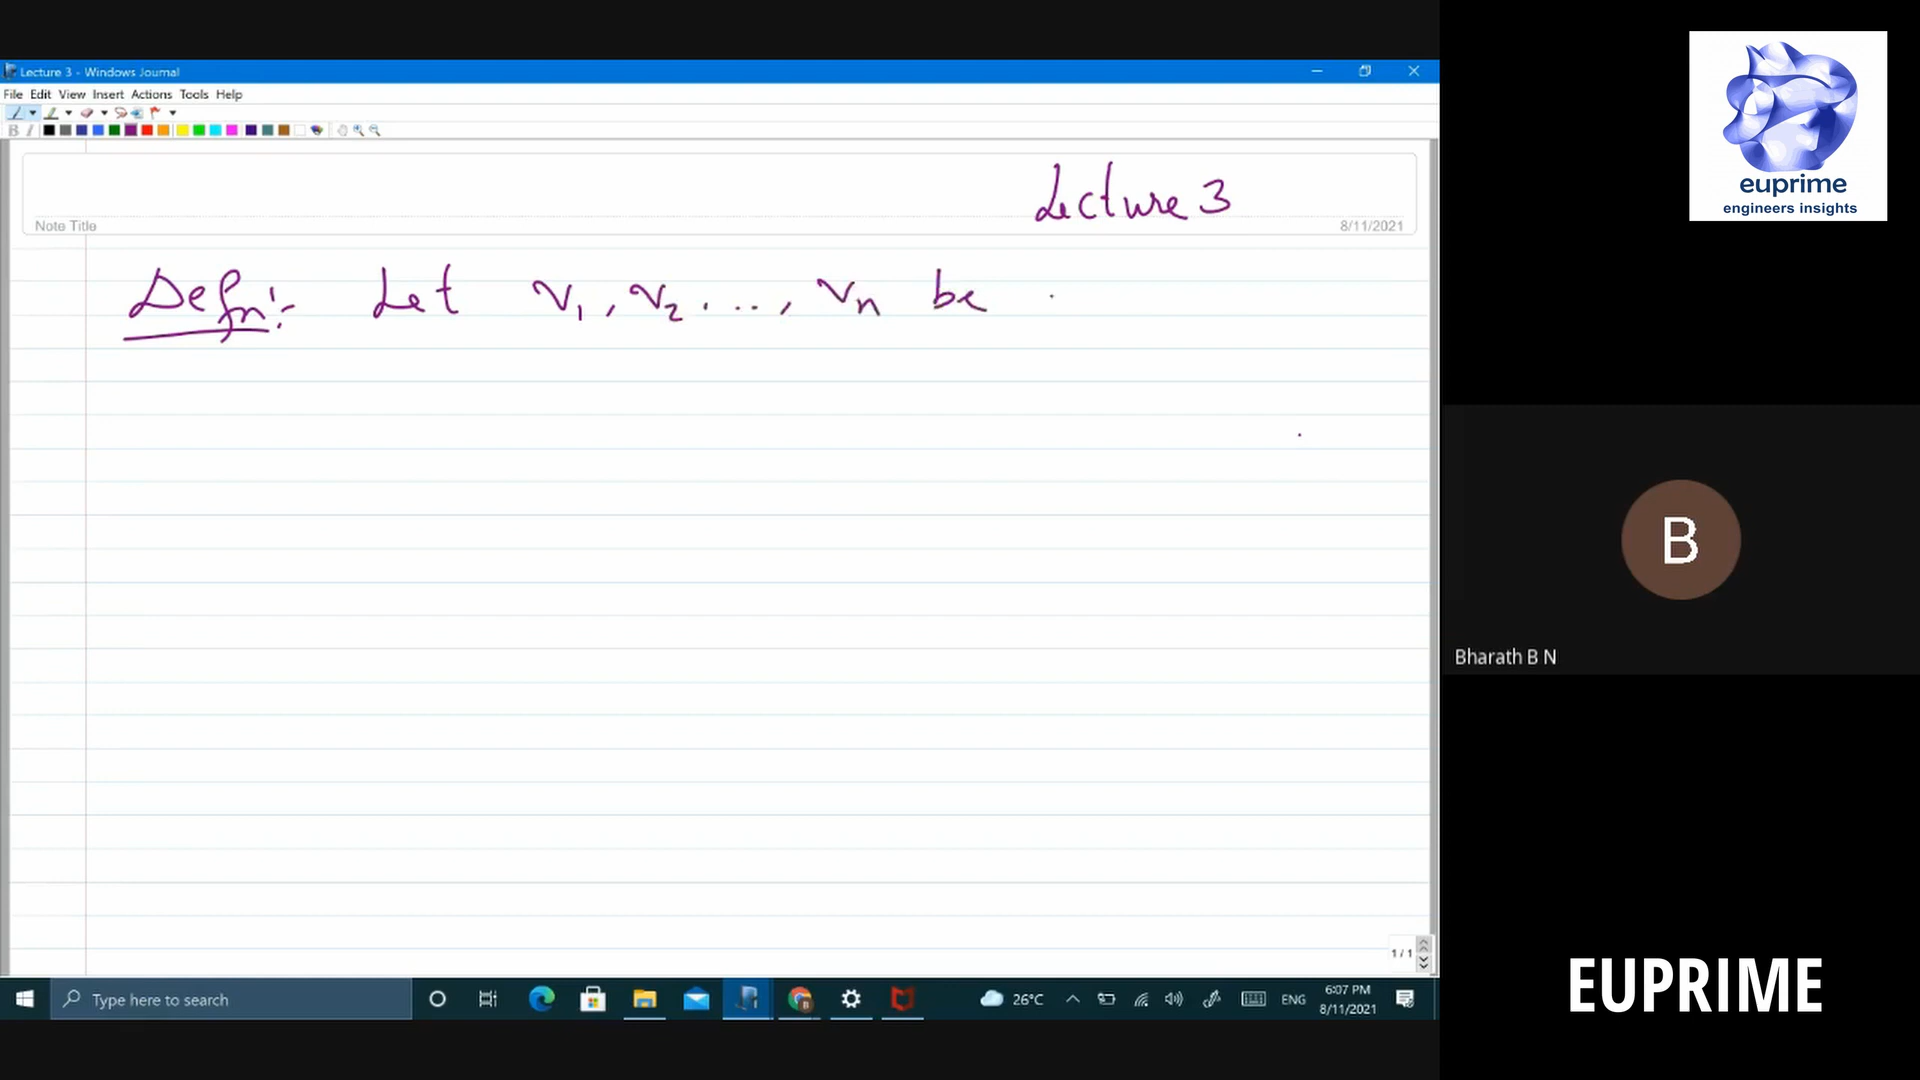 Lecture 3 - Windows Journal
File Edit View Insert Actions Tools Help
B I
Lecture 3
Note Title
8/11/2021
Defn:- Let v1, v2 ..., vn be
1 / 1
Type here to search
26°C
ENG
6:07 PM
8/11/2021
euprime
engineers insights
B
Bharath B N
EUPRIME